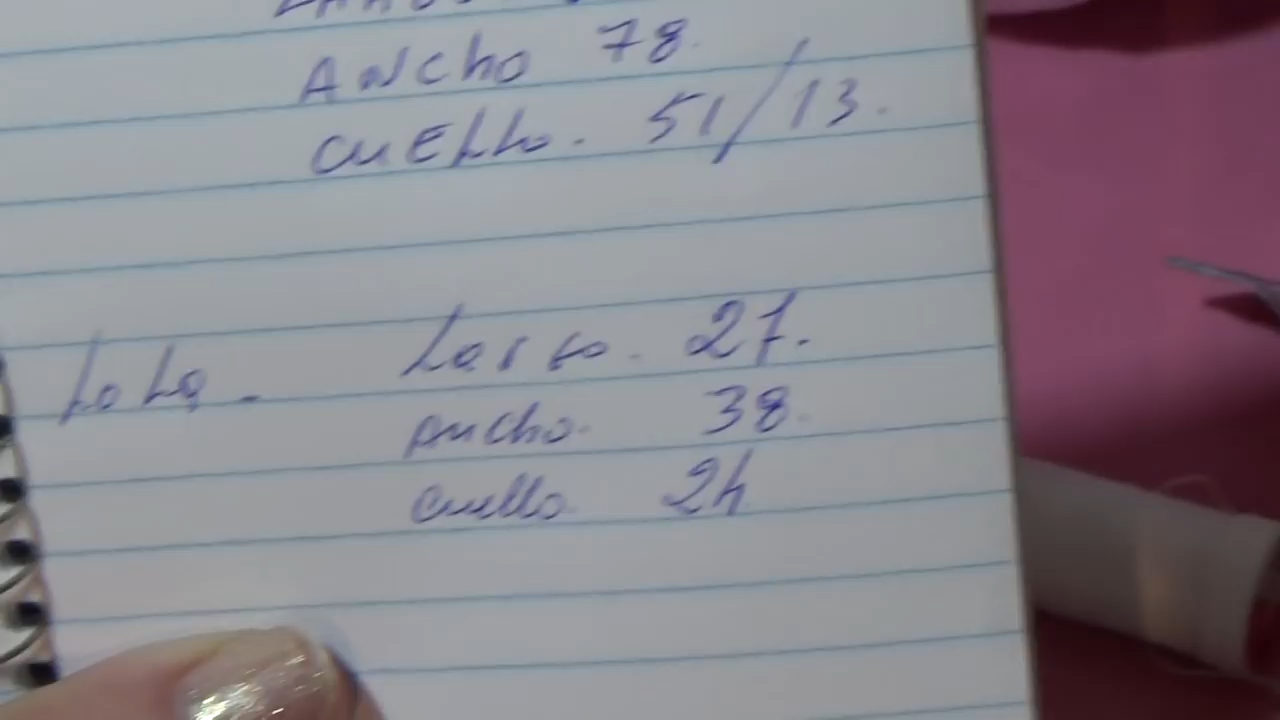 ANCho 78.
CUELLo. 51/13.
LoLa. Largo. 27.
Ancho. 38.
cuello 24